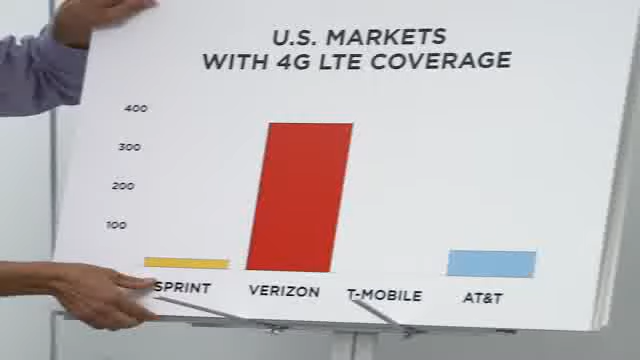 U.S. MARKETS
WITH 4G LTE COVERAGE
400
300
200
100
SPRINT VERIZON T-MOBILE AT&T